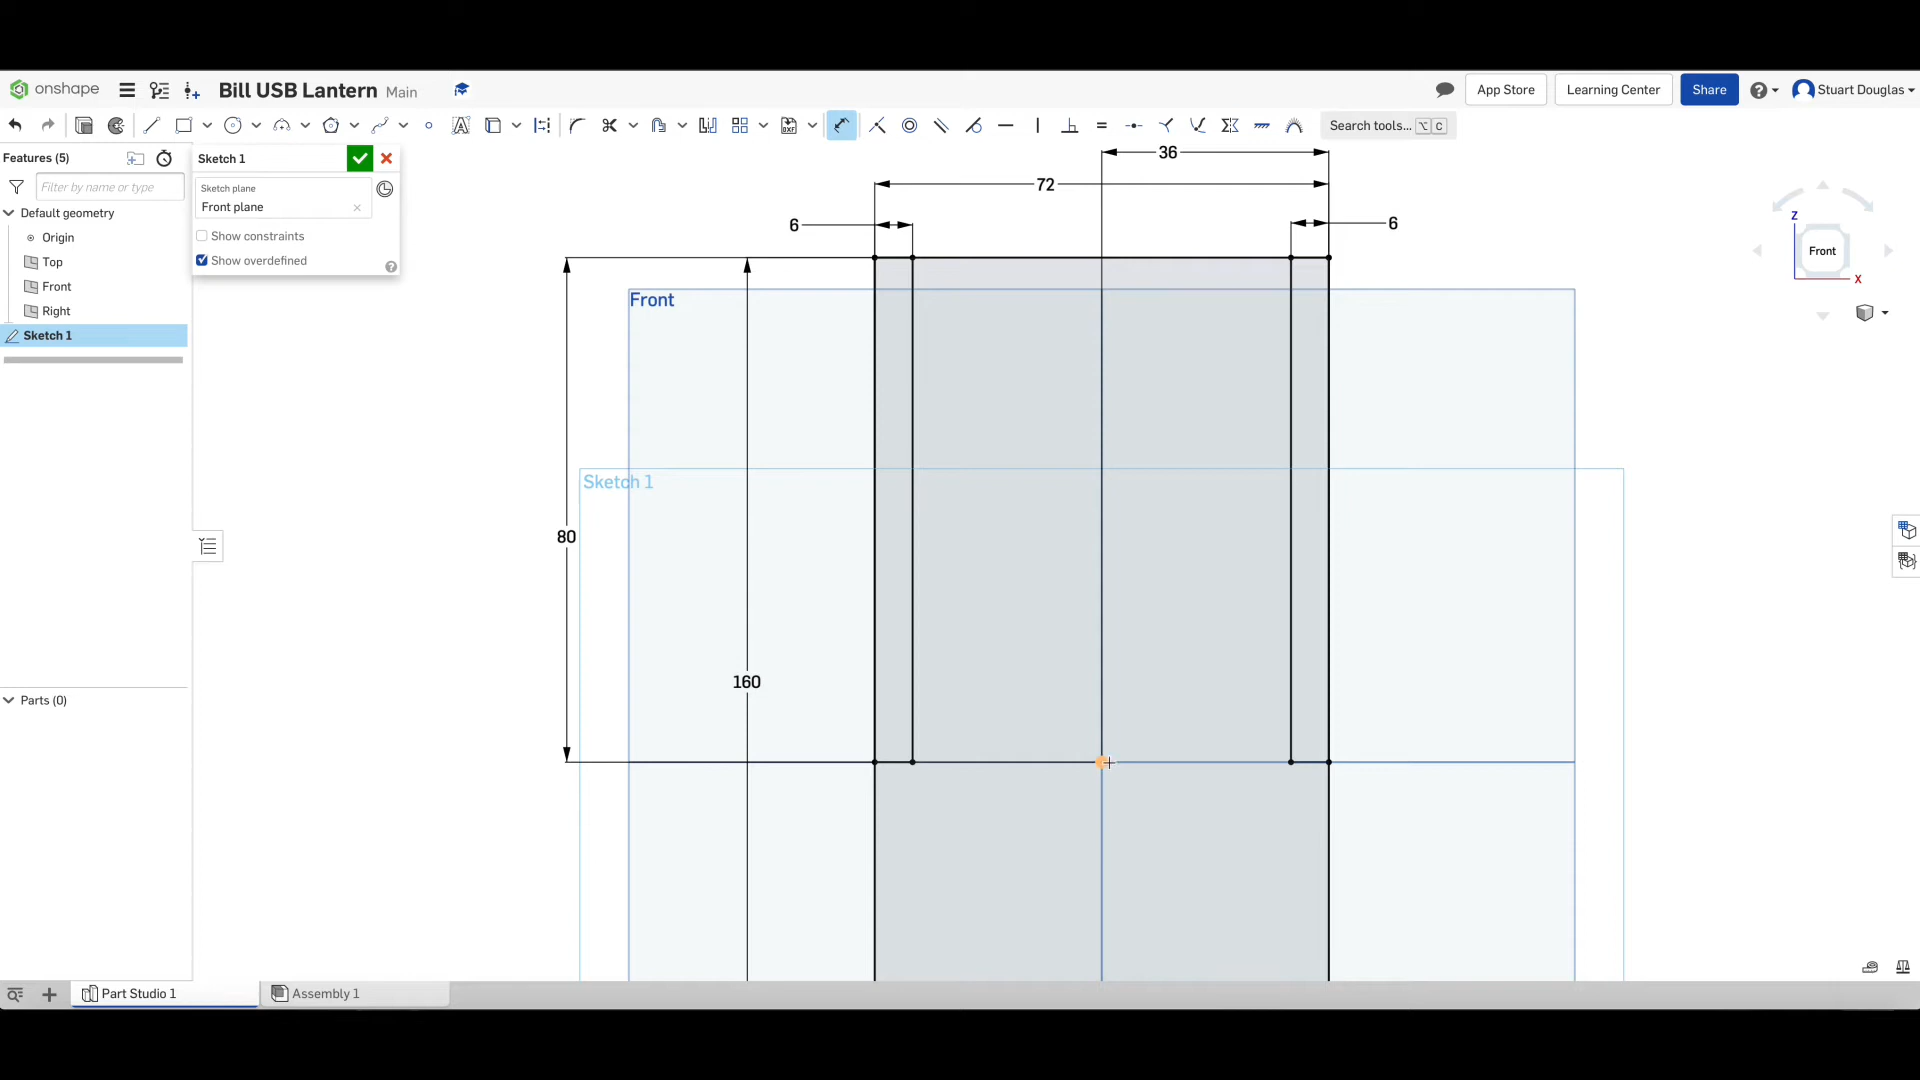 onshape Bill USB Lantern Main App Store Learning Center Share Stuart Douglas
Search tools... ⌥ C
Features (5)
Filter by name or type
Default geometry
Origin
Top
Front
Right
Sketch 1
Parts (0)
Sketch 1
Sketch plane
Front plane
Show constraints
Show overdefined
36
72
6
6
Front
Sketch 1
80
160
Z
Front
X
Part Studio 1
Assembly 1